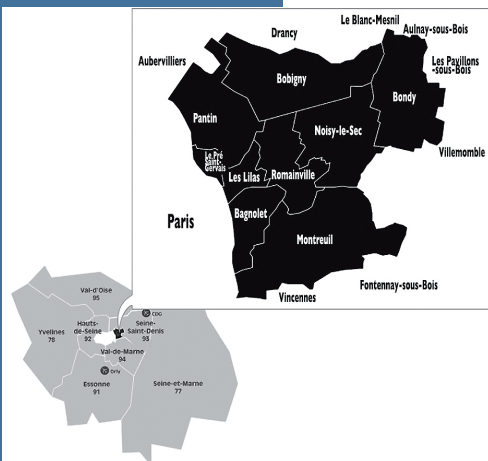 Le Blanc-Mesnil
Aulnay-sous-Bois
Drancy
Aubervilliers
Les Pavillons
-sous-Bois
Bobigny
Bondy
Pantin
Noisy-le-Sec
Villemomble
Le Pré
Saint-
Gervais
Les Lilas
Romainville
Paris
Bagnolet
Montreuil
Fontenay-sous-Bois
Vincennes
Val-d'Oise
95
CDG
Yvelines
78
Hauts-
de-Seine
92
Seine-
Saint-Denis
93
Val-de-Marne
94
Orly
Essonne
91
Seine-et-Marne
77